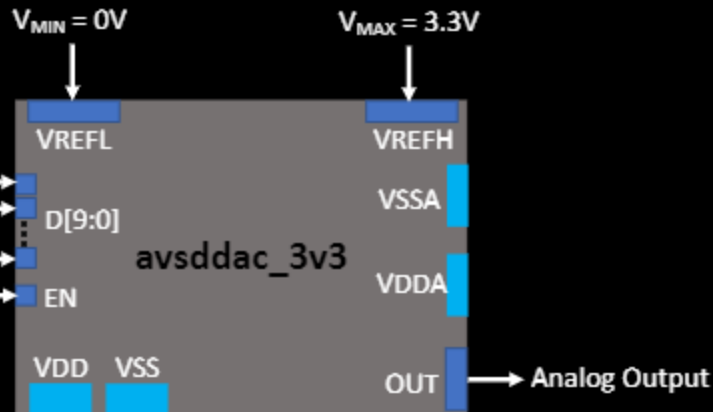 VMIN = 0V
VMAX = 3.3V
VREFL
VREFH
VSSA
D[9:0]
avsddac_3v3
VDDA
EN
VDD
VSS
OUT
Analog Output